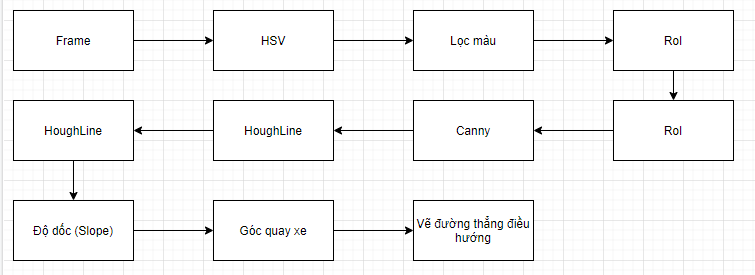 Frame
HSV
Lọc màu
RoI
RoI
Canny
HoughLine
HoughLine
Độ dốc (Slope)
Góc quay xe
Vẽ đường thẳng điều
hướng